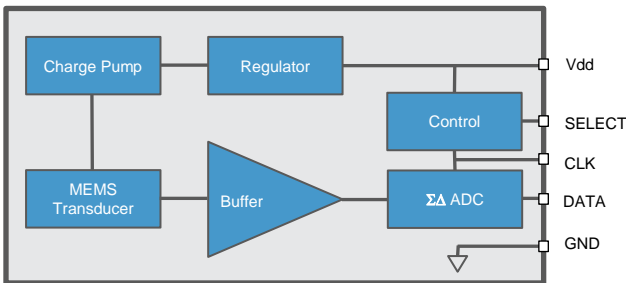 Charge Pump
Regulator
Vdd
Control
SELECT
CLK
MEMS
Transducer
Buffer
ΣΔ ADC
DATA
GND